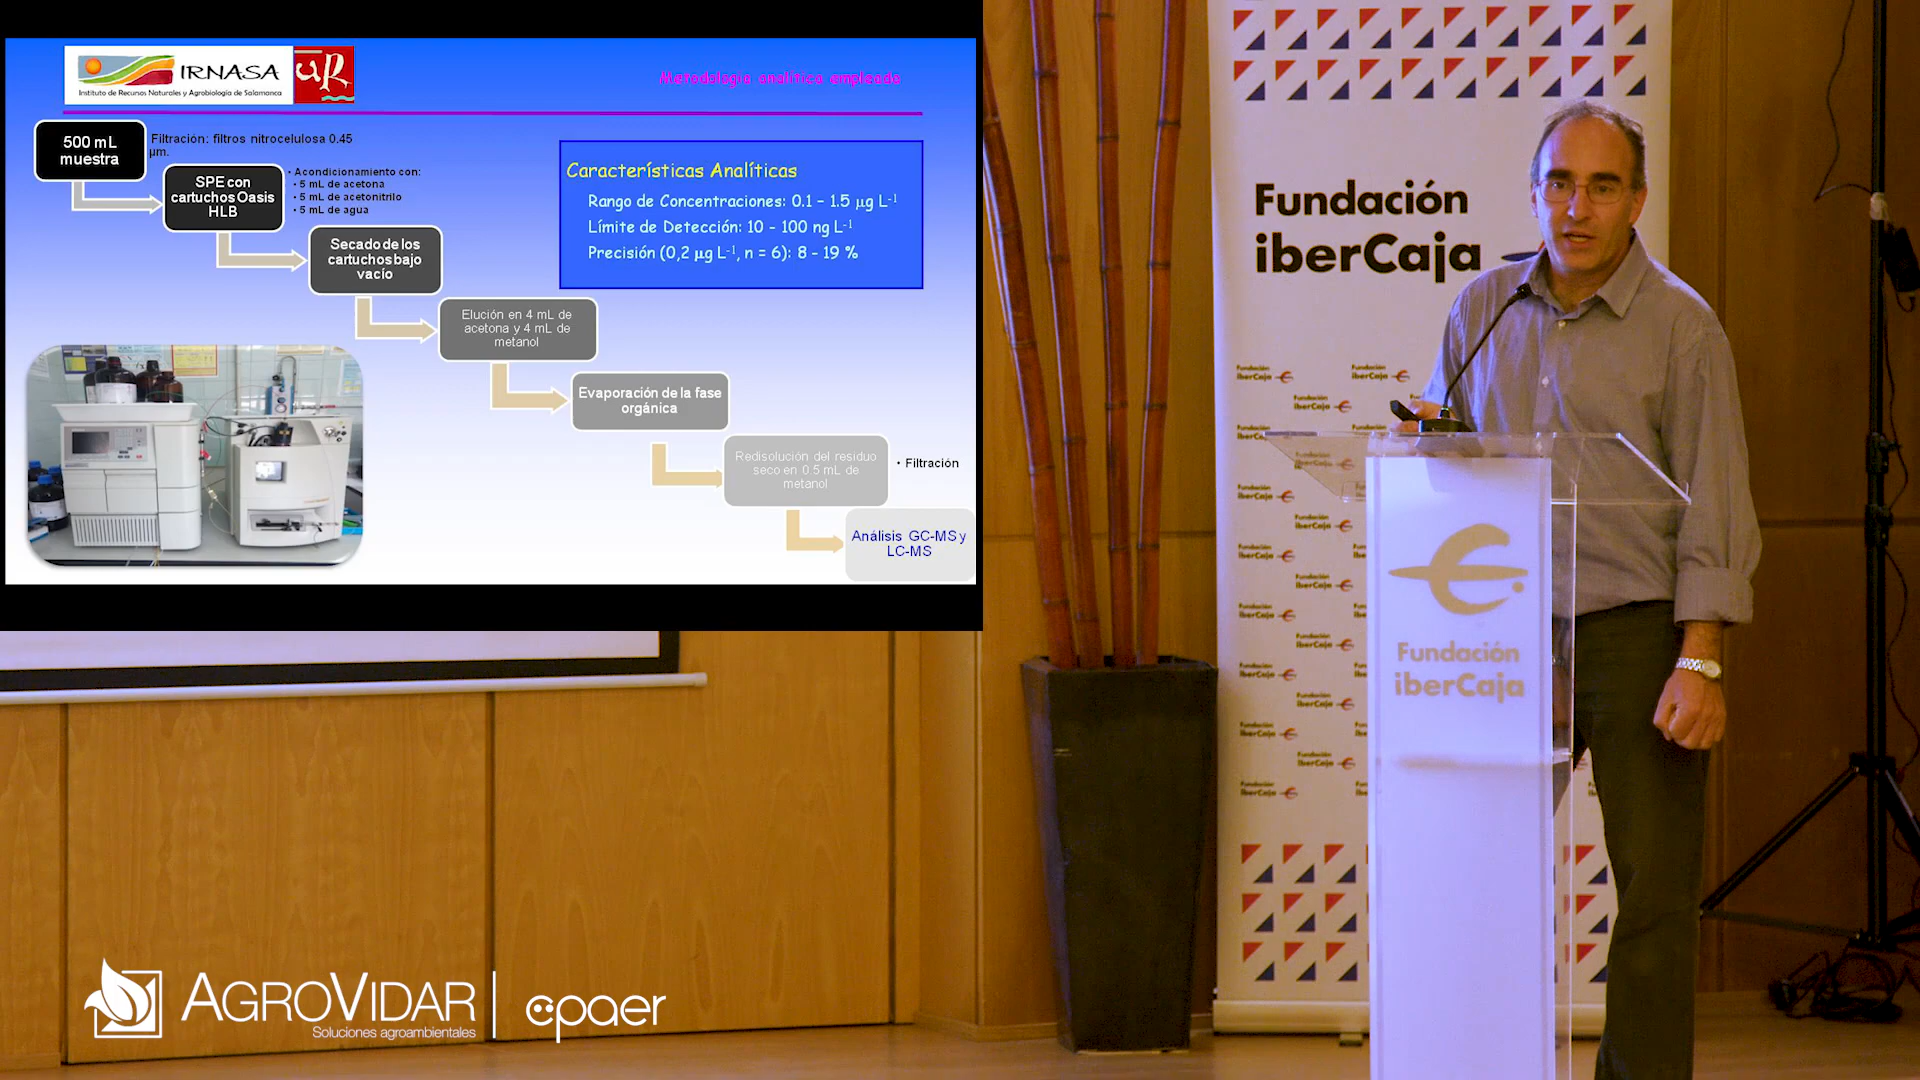 IRNASA
Instituto de Recursos Naturales y Agrobiología de Salamanca
uR
Metodología analítica empleada
500 mL
muestra
Filtración: filtros nitrocelulosa 0.45
µm.
SPE con
cartuchos Oasis
HLB
• Acondicionamiento con:
• 5 mL de acetona
• 5 mL de acetonitrilo
• 5 mL de agua
Secado de los
cartuchos bajo
vacío
Elución en 4 mL de
acetona y 4 mL de
metanol
Evaporación de la fase
orgánica
Redisolución del residuo
seco en 0.5 mL de
metanol
• Filtración
Análisis GC-MS y
LC-MS
Características Analíticas
Rango de Concentraciones: 0.1 – 1.5 µg L⁻¹
Límite de Detección: 10 – 100 ng L⁻¹
Precisión (0,2 µg L⁻¹, n = 6): 8 – 19 %
Fundación
iberCaja
Fundación
iberCaja
AGROVIDAR
Soluciones agroambientales
cpaer